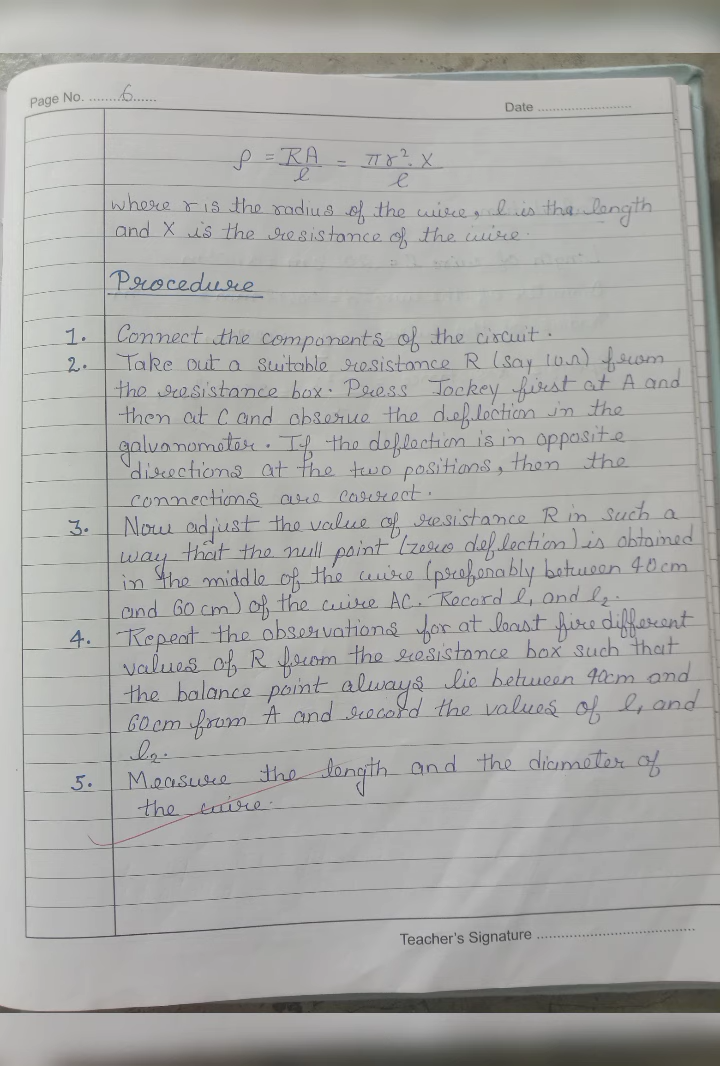 Page No. ........6......
Date ..........................
ρ = RA/l = πr². X/l
where r is the radius of the wire, l is the length
and X is the resistance of the wire.
Procedure
1. Connect the components of the circuit.
2. Take out a suitable resistance R (say 10Ω) from
the resistance box. Press Jockey first at A and
then at C and observe the deflection in the
galvanometer. If the deflection is in opposite
directions at the two positions, then the
connections are correct.
3. Now adjust the value of resistance R in such a
way that the null point (zero deflection) is obtained
in the middle of the wire (preferably between 40cm
and 60 cm) of the wire AC. Record l₁ and l₂.
4. Repeat the observations for at least five different
values of R from the resistance box such that
the balance point always lie between 40cm and
60cm from A and record the values of l₁ and
l₂.
5. Measure the length and the diameter of
the wire.
Teacher's Signature ..........................................